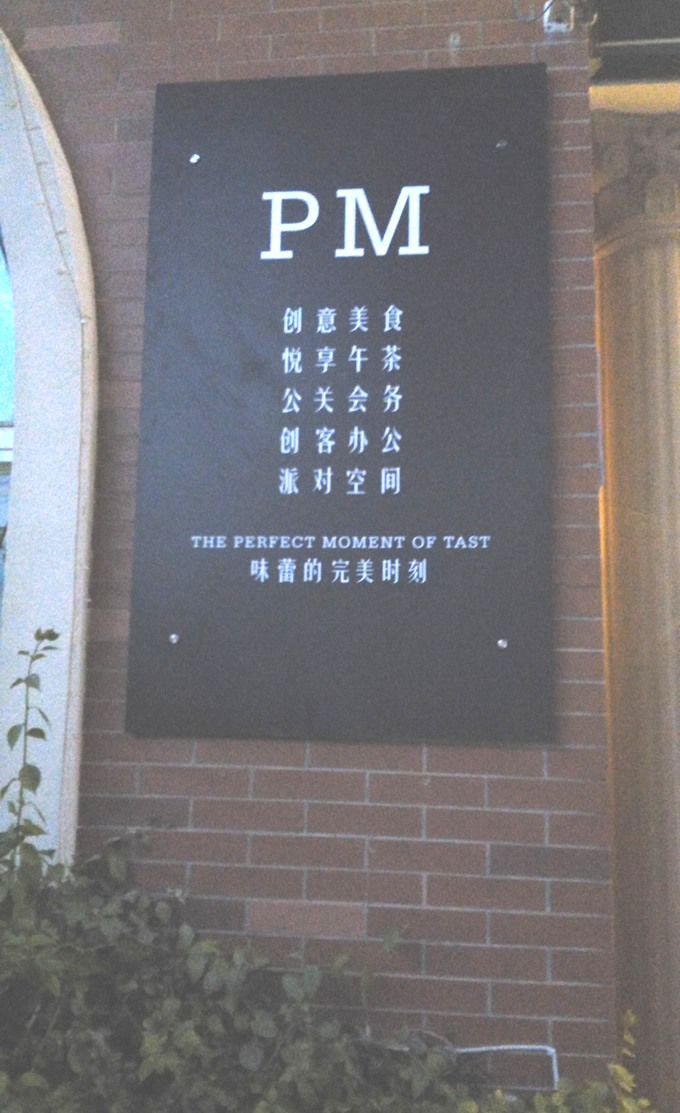 PM
创意美食
悦享午茶
公关会务
创客办公
派对空间
THE PERFECT MOMENT OF TAST
味蕾的完美时刻